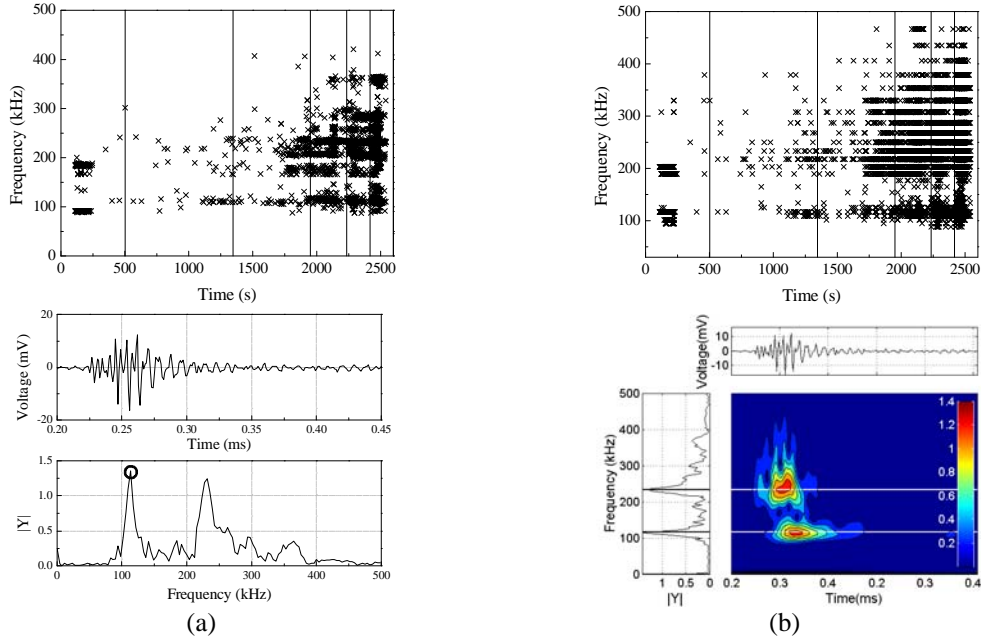 500
400
300
200
100
0
Frequency (kHz)
0 500 1000 1500 2000 2500
Time (s)
20
0
-20
Voltage (mV)
0.20 0.25 0.30 0.35 0.40 0.45
Time (ms)
1.5
1.0
0.5
0.0
|Y|
0 100 200 300 400 500
Frequency (kHz)
(a)
500
400
300
200
100
Frequency (kHz)
0 500 1000 1500 2000 2500
Time (s)
Voltage(mV)
10
0
-10
500
400
300
200
100
0
Frequency (kHz)
1 0.5 0
|Y|
1.4
1.2
1
0.8
0.6
0.4
0.2
0.2 0.3 0.4 0.2 0.3 0.4
Time(ms)
(b)